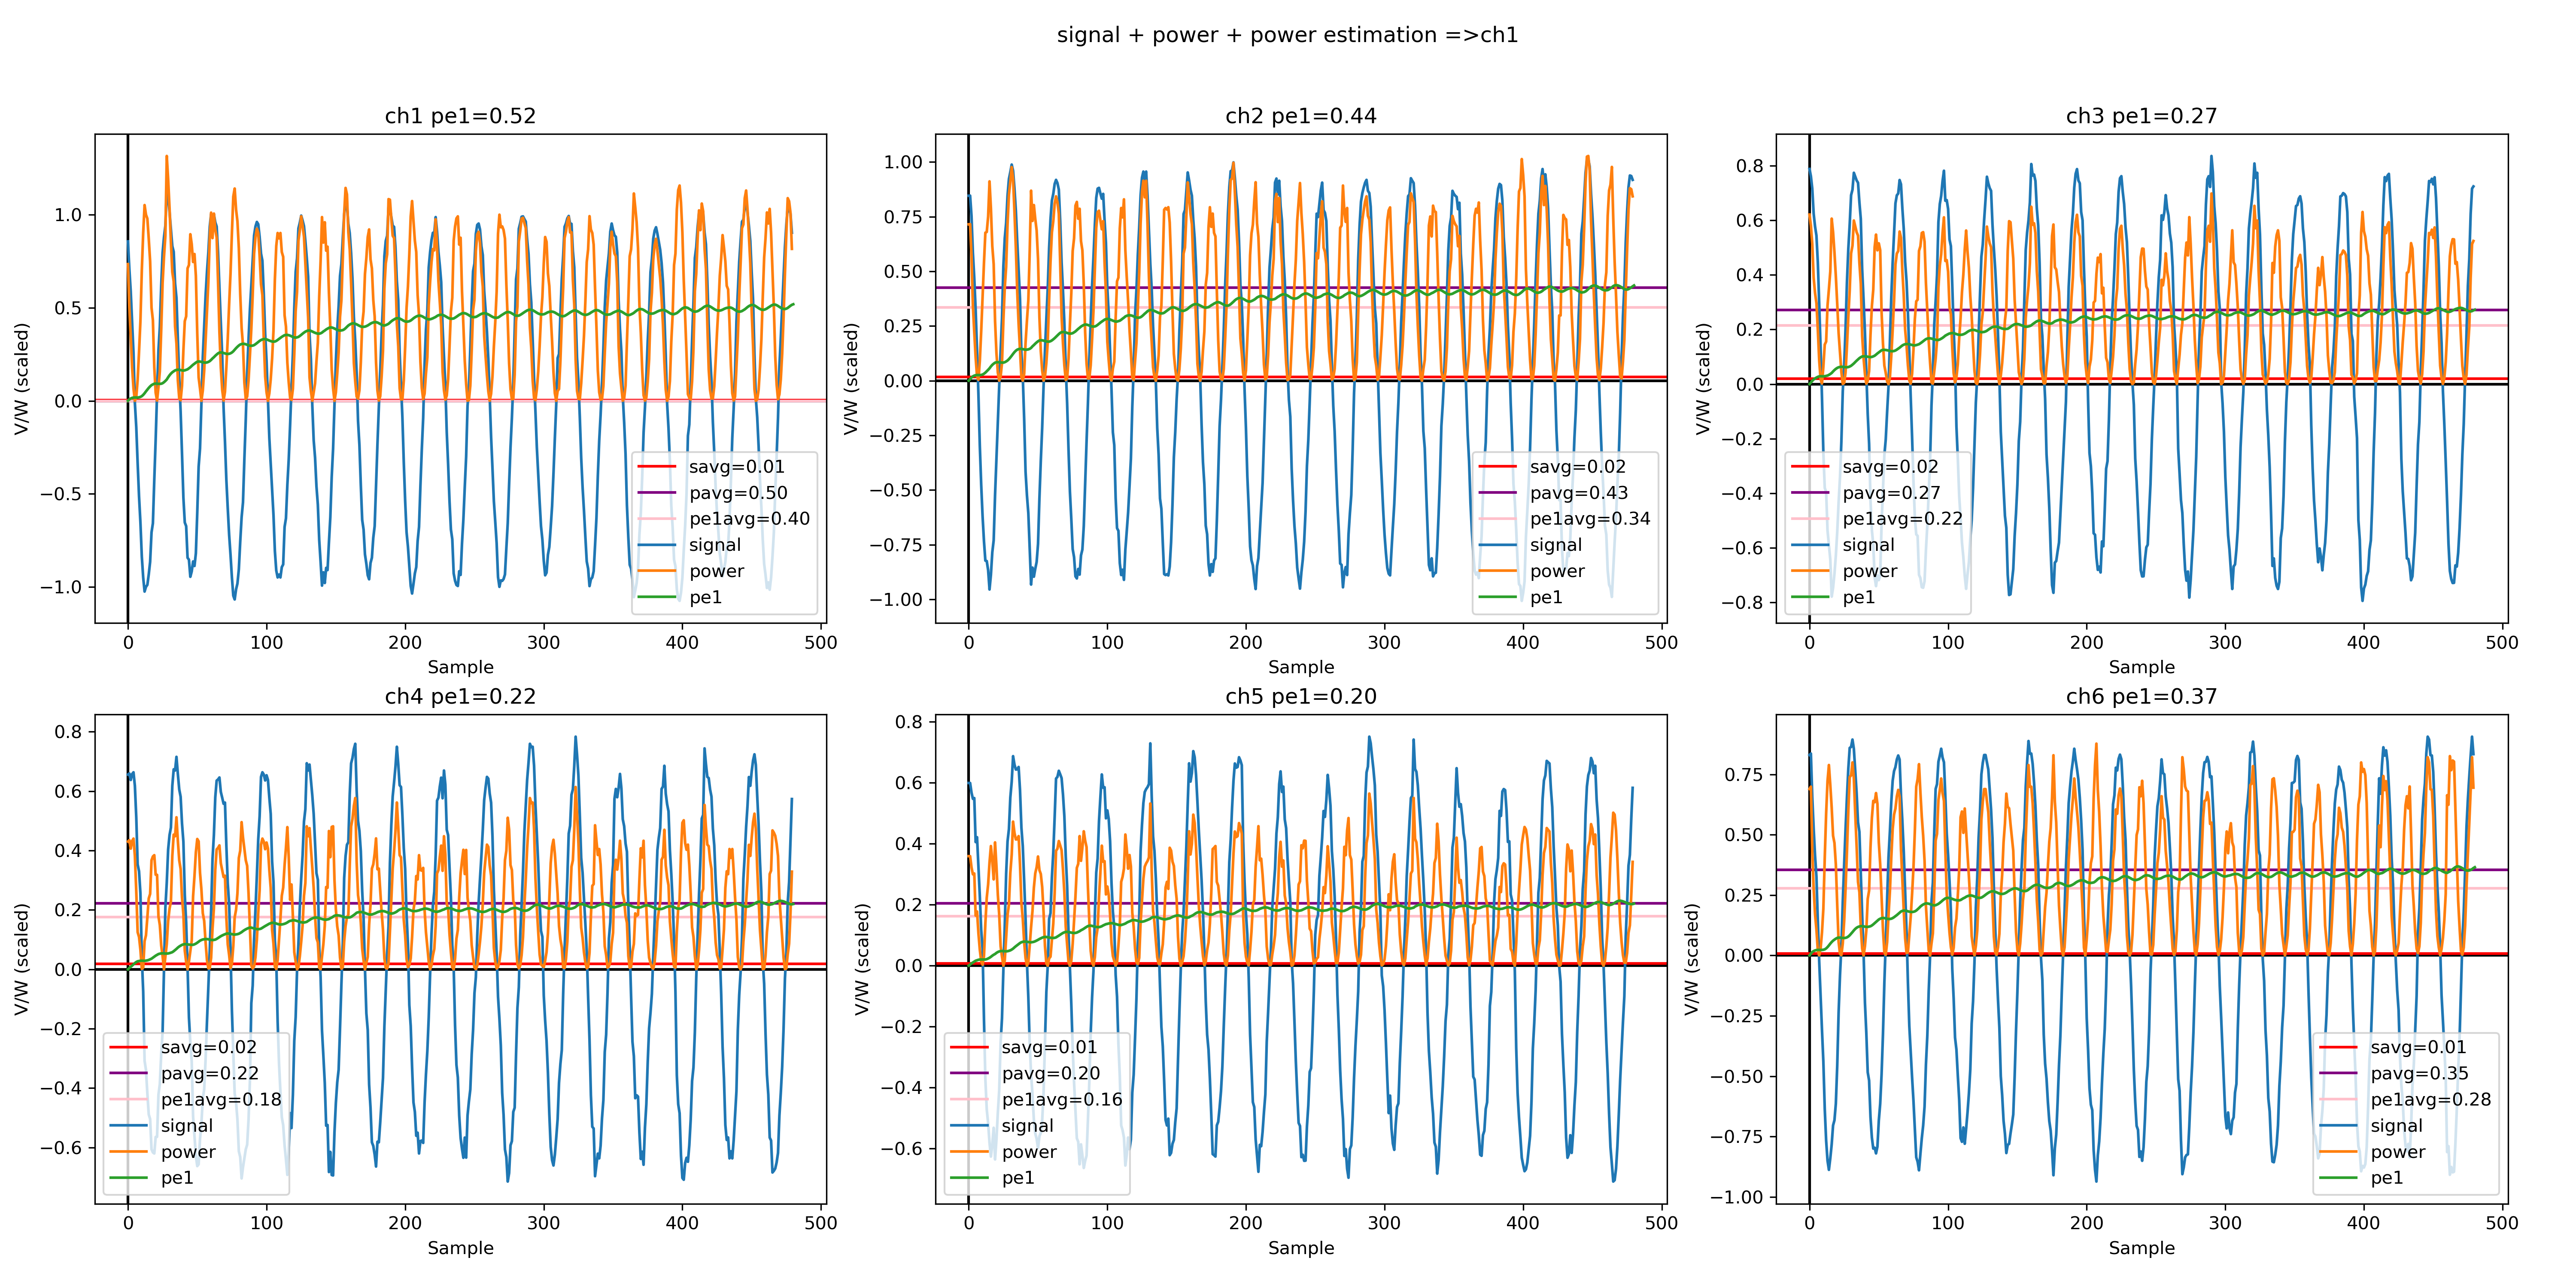 signal + power + power estimation =>ch1
ch1 pe1=0.52
V/W (scaled)
1.0
0.5
0.0
−0.5
−1.0
savg=0.01
pavg=0.50
pe1avg=0.40
signal
power
pe1
0 100 200 300 400 500
Sample
ch2 pe1=0.44
V/W (scaled)
1.00
0.75
0.50
0.25
0.00
−0.25
−0.50
−0.75
−1.00
savg=0.02
pavg=0.43
pe1avg=0.34
signal
power
pe1
0 100 200 300 400 500
Sample
ch3 pe1=0.27
V/W (scaled)
0.8
0.6
0.4
0.2
0.0
−0.2
−0.4
−0.6
−0.8
savg=0.02
pavg=0.27
pe1avg=0.22
signal
power
pe1
0 100 200 300 400 500
Sample
ch4 pe1=0.22
V/W (scaled)
0.8
0.6
0.4
0.2
0.0
−0.2
−0.4
−0.6
savg=0.02
pavg=0.22
pe1avg=0.18
signal
power
pe1
0 100 200 300 400 500
Sample
ch5 pe1=0.20
V/W (scaled)
0.8
0.6
0.4
0.2
0.0
−0.2
−0.4
−0.6
savg=0.01
pavg=0.20
pe1avg=0.16
signal
power
pe1
0 100 200 300 400 500
Sample
ch6 pe1=0.37
V/W (scaled)
0.75
0.50
0.25
0.00
−0.25
−0.50
−0.75
−1.00
savg=0.01
pavg=0.35
pe1avg=0.28
signal
power
pe1
0 100 200 300 400 500
Sample